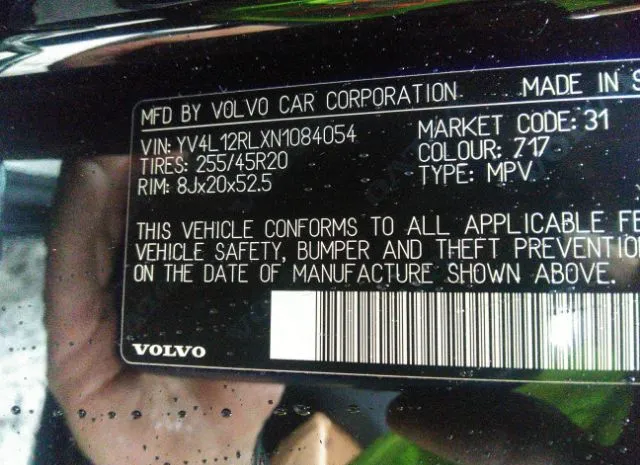 MFD BY VOLVO CAR CORPORATION MADE IN S
VIN: YV4L12RLXN1084054 MARKET CODE: 31
TIRES: 255/45R20 COLOUR: 717
RIM: 8Jx20x52.5 TYPE: MPV
THIS VEHICLE CONFORMS TO ALL APPLICABLE FE
VEHICLE SAFETY, BUMPER AND THEFT PREVENTION
ON THE DATE OF MANUFACTURE SHOWN ABOVE.
VOLVO